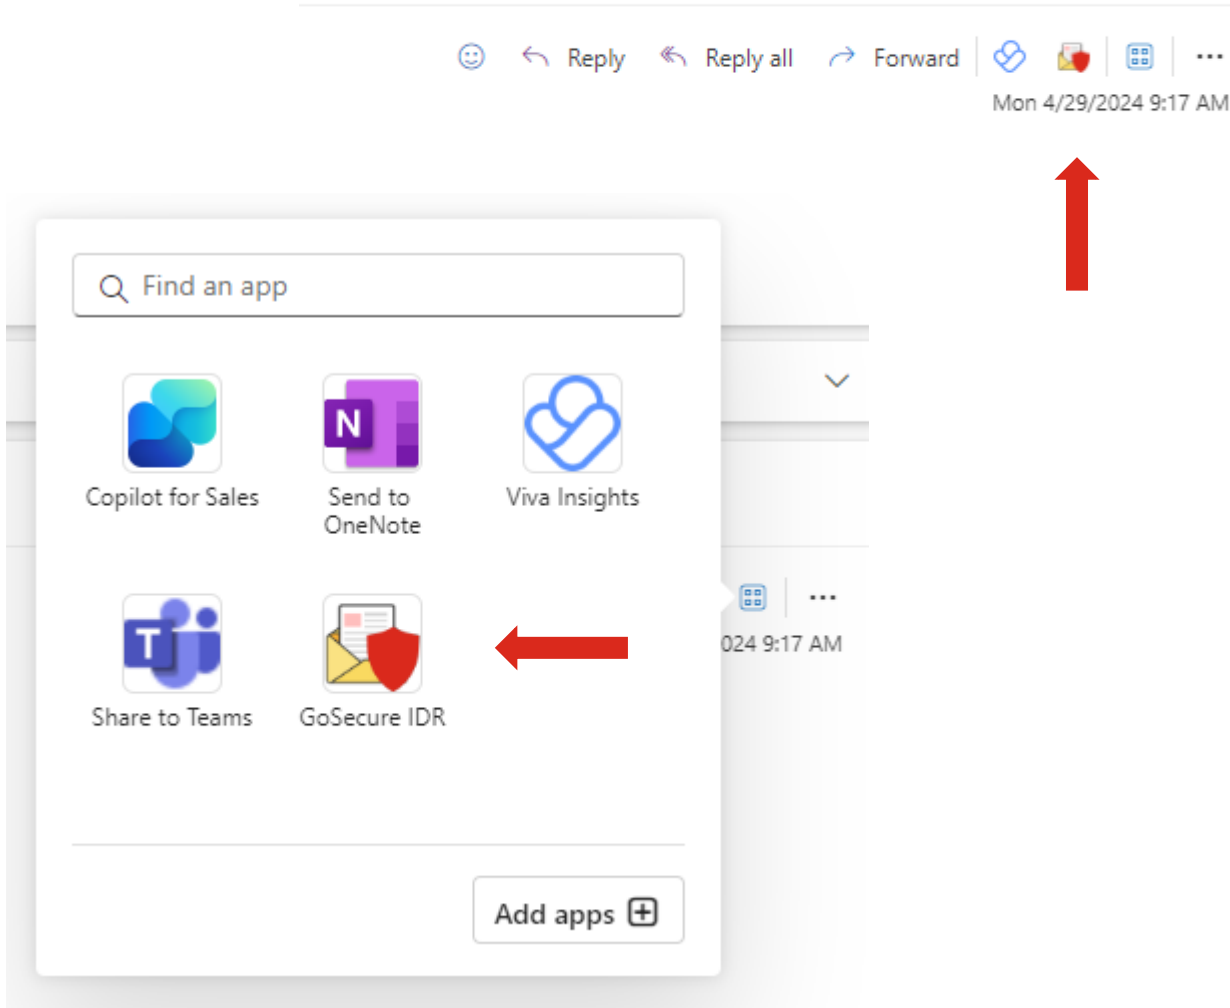 Reply Reply all Forward
Mon 4/29/2024 9:17 AM
Find an app
N
Copilot for Sales Send to OneNote Viva Insights
T
024 9:17 AM
Share to Teams GoSecure IDR
Add apps